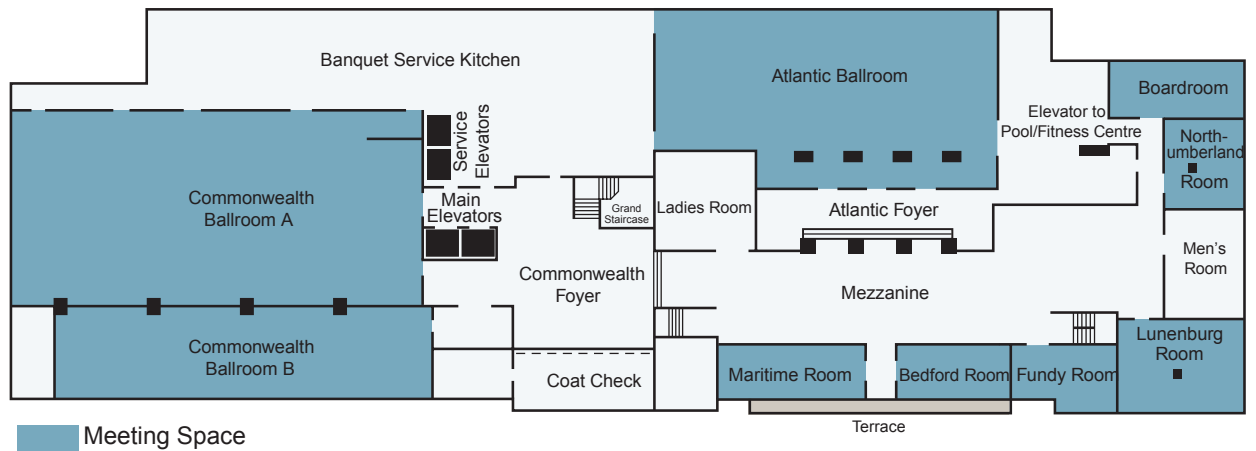 Banquet Service Kitchen
Atlantic Ballroom
Boardroom
Elevator to
Pool/Fitness Centre
North-
umberland
Room
Service
Elevators
Commonwealth
Ballroom A
Main
Elevators
Grand
Staircase
Ladies Room
Atlantic Foyer
Men's
Room
Commonwealth
Foyer
Mezzanine
Lunenburg
Room
Commonwealth
Ballroom B
Coat Check
Maritime Room
Bedford Room
Fundy Room
Terrace
Meeting Space